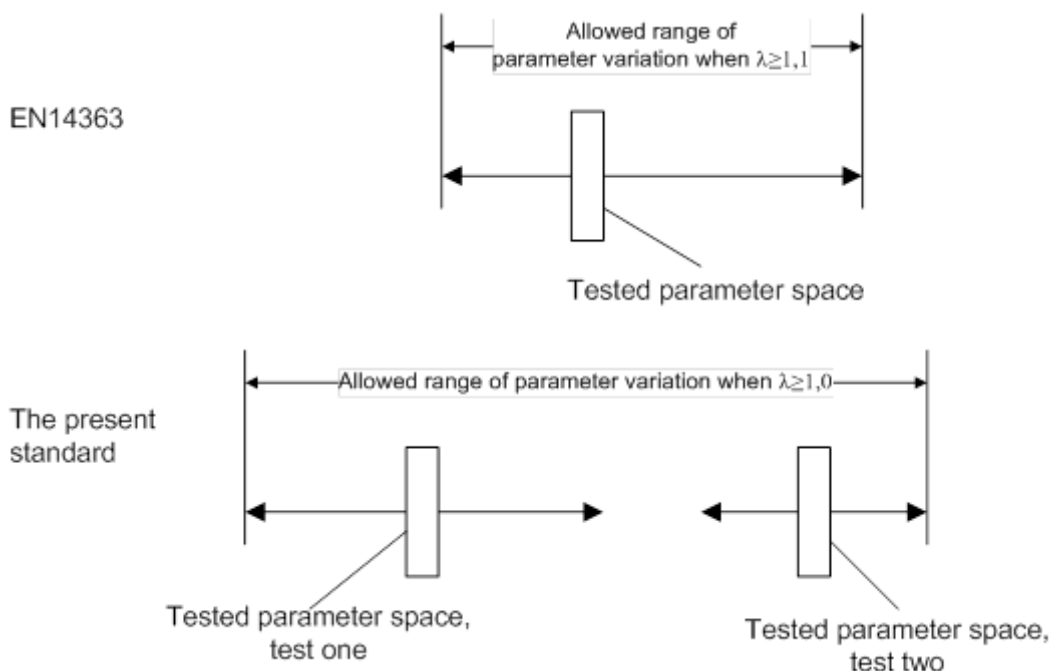 Allowed range of
parameter variation when λ≥1,1
EN14363
Tested parameter space
Allowed range of parameter variation when λ≥1,0
The present
standard
Tested parameter space,
test one
Tested parameter space,
test two